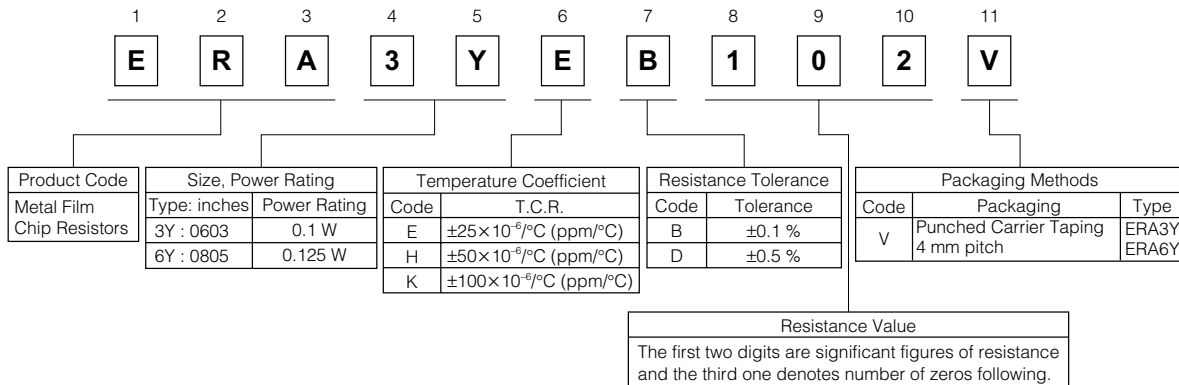 1 2 3 4 5 6 7 8 9 10 11
E R A 3 Y E B 1 0 2 V
Product Code
Metal Film
Chip Resistors
Size, Power Rating
Type: inches Power Rating
3Y : 0603 0.1 W
6Y : 0805 0.125 W
Temperature Coefficient
Code T.C.R.
E ±25×10⁻⁶/°C (ppm/°C)
H ±50×10⁻⁶/°C (ppm/°C)
K ±100×10⁻⁶/°C (ppm/°C)
Resistance Tolerance
Code Tolerance
B ±0.1 %
D ±0.5 %
Packaging Methods
Code Packaging Type
V Punched Carrier Taping ERA3Y
4 mm pitch ERA6Y
Resistance Value
The first two digits are significant figures of resistance
and the third one denotes number of zeros following.